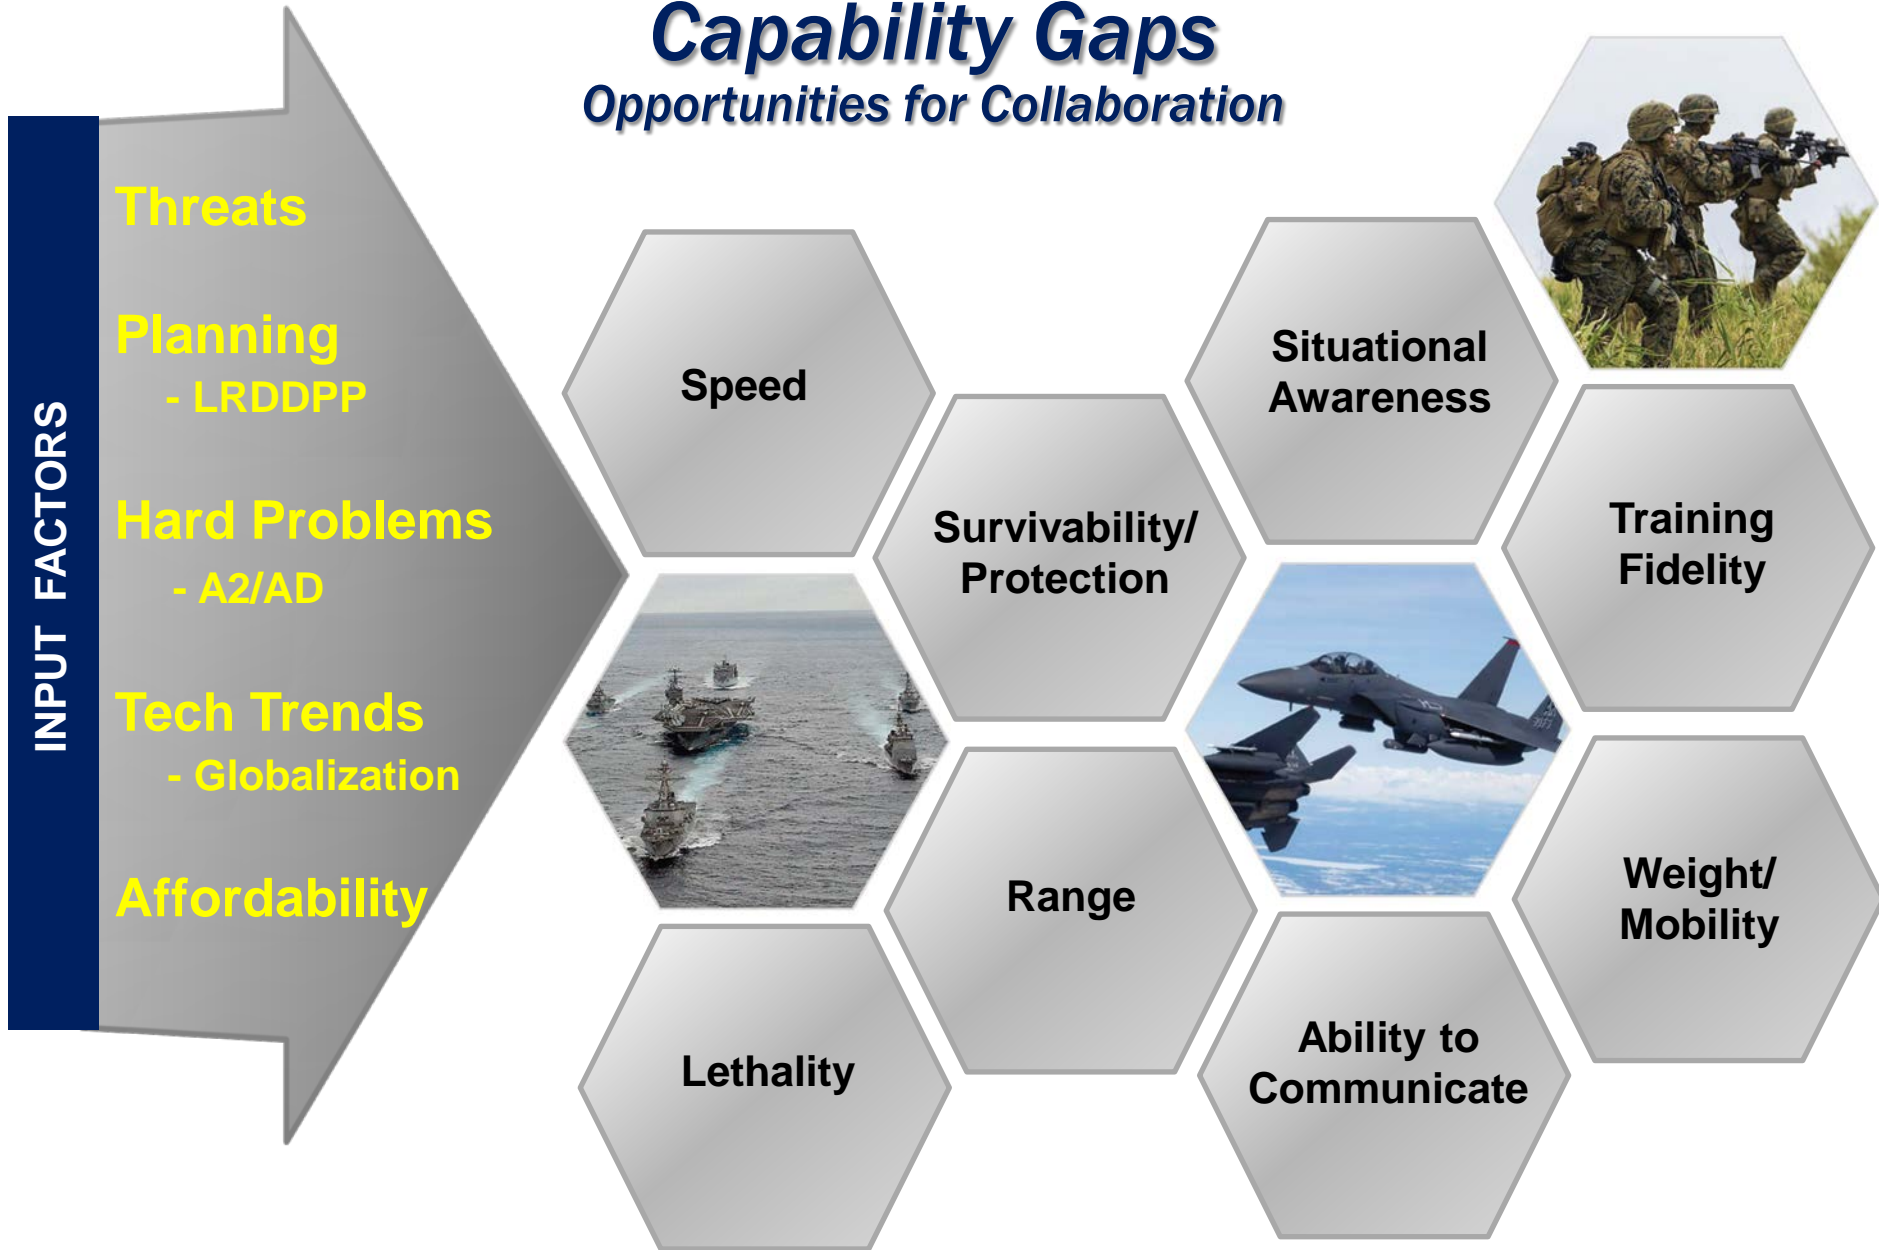 Capability Gaps
Opportunities for Collaboration
INPUT FACTORS
Threats
Planning
- LRDDPP
Hard Problems
- A2/AD
Tech Trends
- Globalization
Affordability
Speed
Survivability/
Protection
Situational
Awareness
Training
Fidelity
Range
Weight/
Mobility
Lethality
Ability to
Communicate